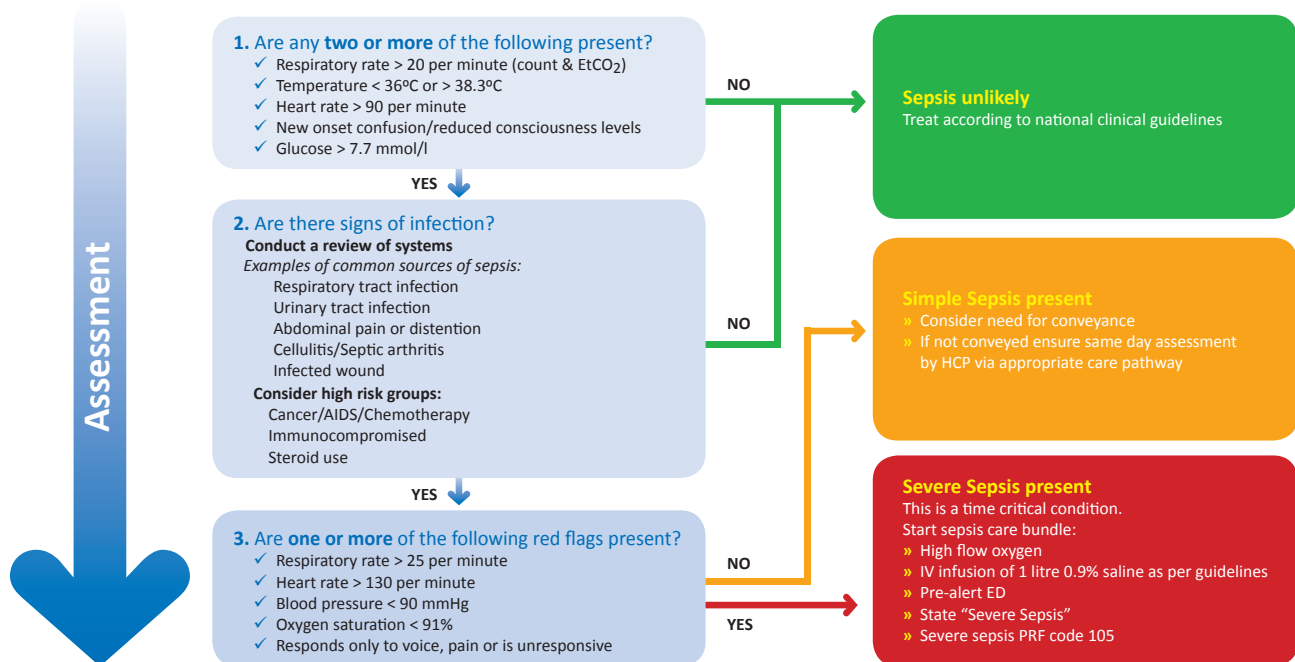 Assessment
1. Are any two or more of the following present?
✓ Respiratory rate > 20 per minute (count & EtCO₂)
✓ Temperature < 36ºC or > 38.3ºC
✓ Heart rate > 90 per minute
✓ New onset confusion/reduced consciousness levels
✓ Glucose > 7.7 mmol/l
NO
YES
Sepsis unlikely
Treat according to national clinical guidelines
2. Are there signs of infection?
Conduct a review of systems
Examples of common sources of sepsis:
Respiratory tract infection
Urinary tract infection
Abdominal pain or distention
Cellulitis/Septic arthritis
Infected wound
Consider high risk groups:
Cancer/AIDS/Chemotherapy
Immunocompromised
Steroid use
NO
YES
Simple Sepsis present
» Consider need for conveyance
» If not conveyed ensure same day assessment
by HCP via appropriate care pathway
3. Are one or more of the following red flags present?
✓ Respiratory rate > 25 per minute
✓ Heart rate > 130 per minute
✓ Blood pressure < 90 mmHg
✓ Oxygen saturation < 91%
✓ Responds only to voice, pain or is unresponsive
NO
YES
Severe Sepsis present
This is a time critical condition.
Start sepsis care bundle:
» High flow oxygen
» IV infusion of 1 litre 0.9% saline as per guidelines
» Pre-alert ED
» State “Severe Sepsis”
» Severe sepsis PRF code 105